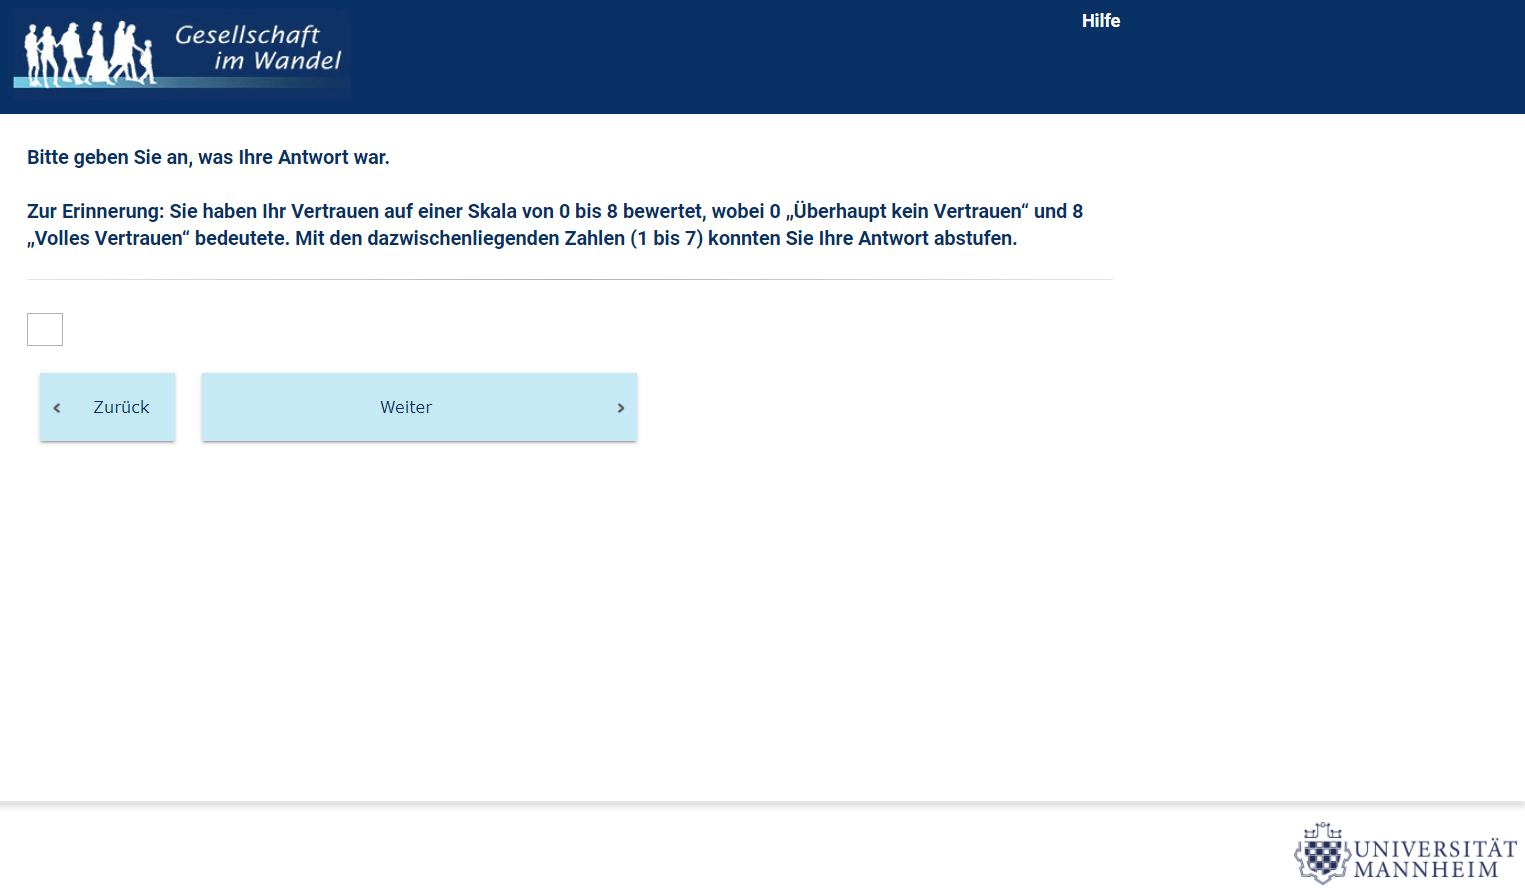 Gesellschaft
im Wandel
Hilfe
Bitte geben Sie an, was Ihre Antwort war.
Zur Erinnerung: Sie haben Ihr Vertrauen auf einer Skala von 0 bis 8 bewertet, wobei 0 „Überhaupt kein Vertrauen“ und 8
„Volles Vertrauen“ bedeutete. Mit den dazwischenliegenden Zahlen (1 bis 7) konnten Sie Ihre Antwort abstufen.
Zurück
Weiter
UNIVERSITÄT
MANNHEIM